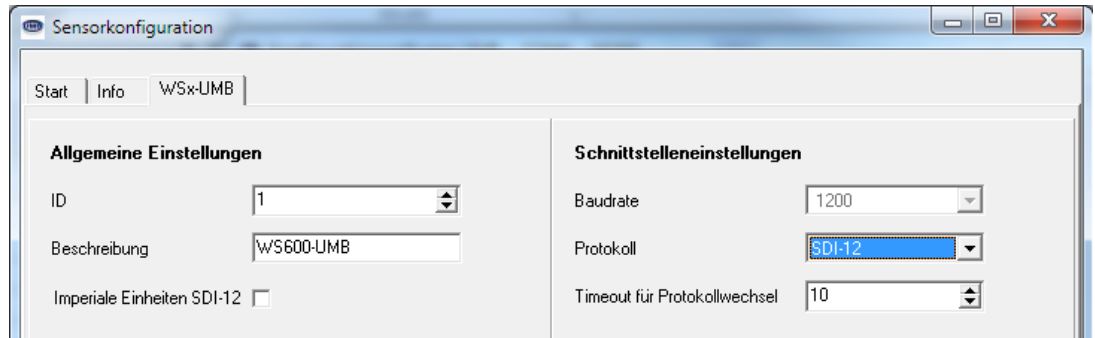 Sensorkonfiguration
Start Info WSx-UMB
Allgemeine Einstellungen
ID 1
Beschreibung WS600-UMB
Imperiale Einheiten SDI-12
Schnittstelleneinstellungen
Baudrate 1200
Protokoll SDI-12
Timeout für Protokollwechsel 10